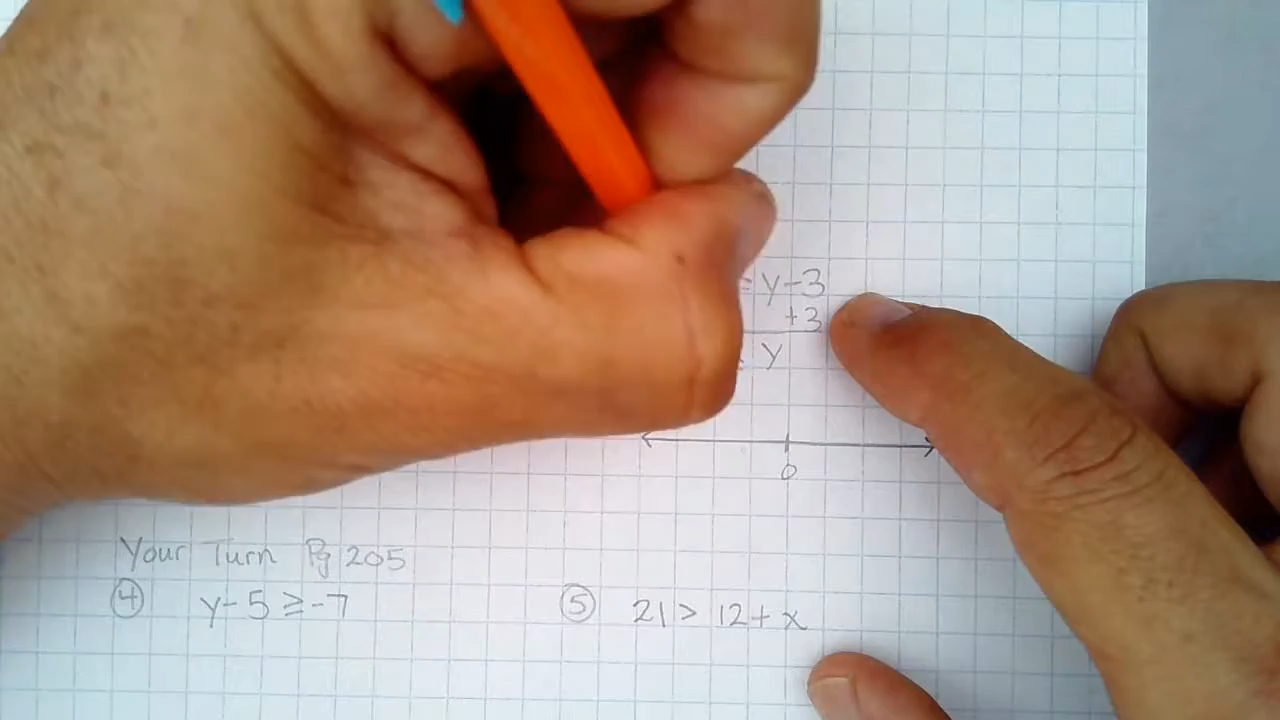 y-3
+3
y
0
Your Turn Pg 205
④ y-5≥-7 ⑤ 21> 12+ x